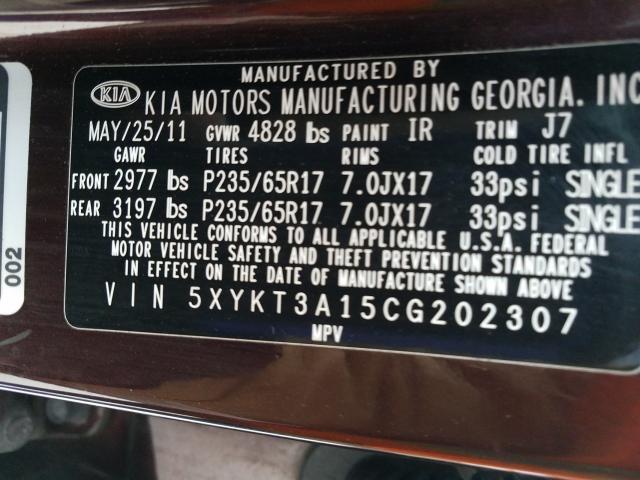 MANUFACTURED BY
KIA KIA MOTORS MANUFACTURING GEORGIA. INC
MAY/25/11 GVWR 4828 lbs PAINT IR TRIM J7
GAWR TIRES RIMS COLD TIRE INFL
FRONT 2977 lbs P235/65R17 7.0JX17 33psi SINGLE
REAR 3197 lbs P235/65R17 7.0JX17 33psi SINGLE
THIS VEHICLE CONFORMS TO ALL APPLICABLE U.S.A. FEDERAL
MOTOR VEHICLE SAFETY AND THEFT PREVENTION STANDARDS
IN EFFECT ON THE DATE OF MANUFACTURE SHOWN ABOVE
VIN 5XYKT3A15CG202307
MPV
002